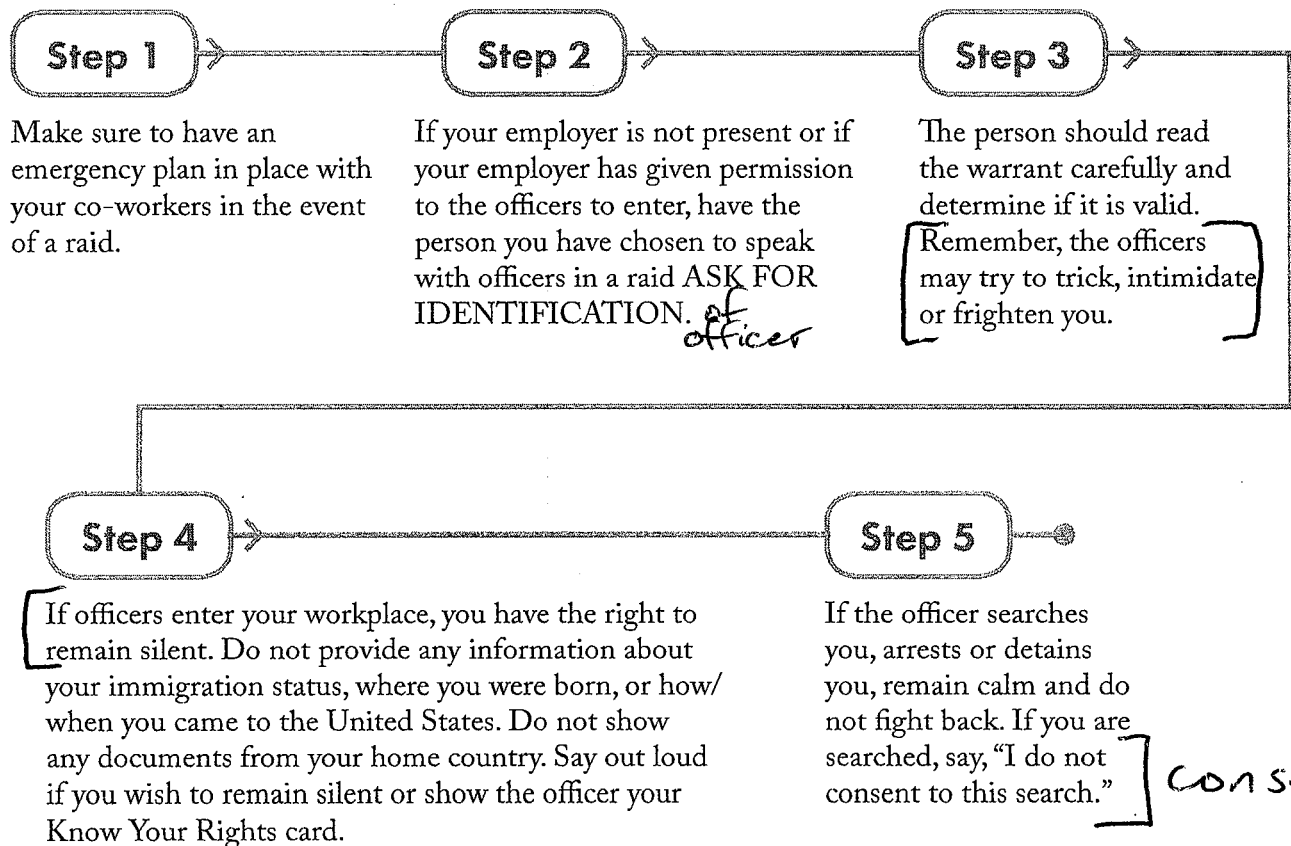 Step 1
Make sure to have an
emergency plan in place with
your co-workers in the event
of a raid.
Step 2
If your employer is not present or if
your employer has given permission
to the officers to enter, have the
person you have chosen to speak
with officers in a raid ASK FOR
IDENTIFICATION. of
officer
Step 3
The person should read
the warrant carefully and
determine if it is valid.
Remember, the officers
may try to trick, intimidate
or frighten you.
Step 4
If officers enter your workplace, you have the right to
remain silent. Do not provide any information about
your immigration status, where you were born, or how/
when you came to the United States. Do not show
any documents from your home country. Say out loud
if you wish to remain silent or show the officer your
Know Your Rights card.
Step 5
If the officer searches
you, arrests or detains
you, remain calm and do
not fight back. If you are
searched, say, “I do not
consent to this search.”